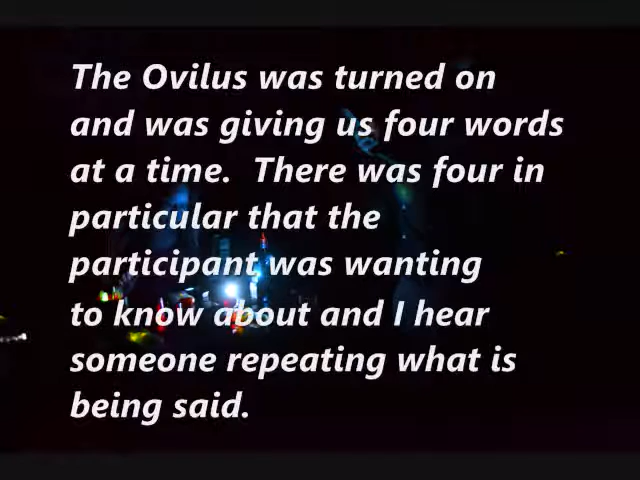 The Ovilus was turned on
and was giving us four words
at a time.  There was four in
particular that the
participant was wanting
to know about and I hear
someone repeating what is
being said.